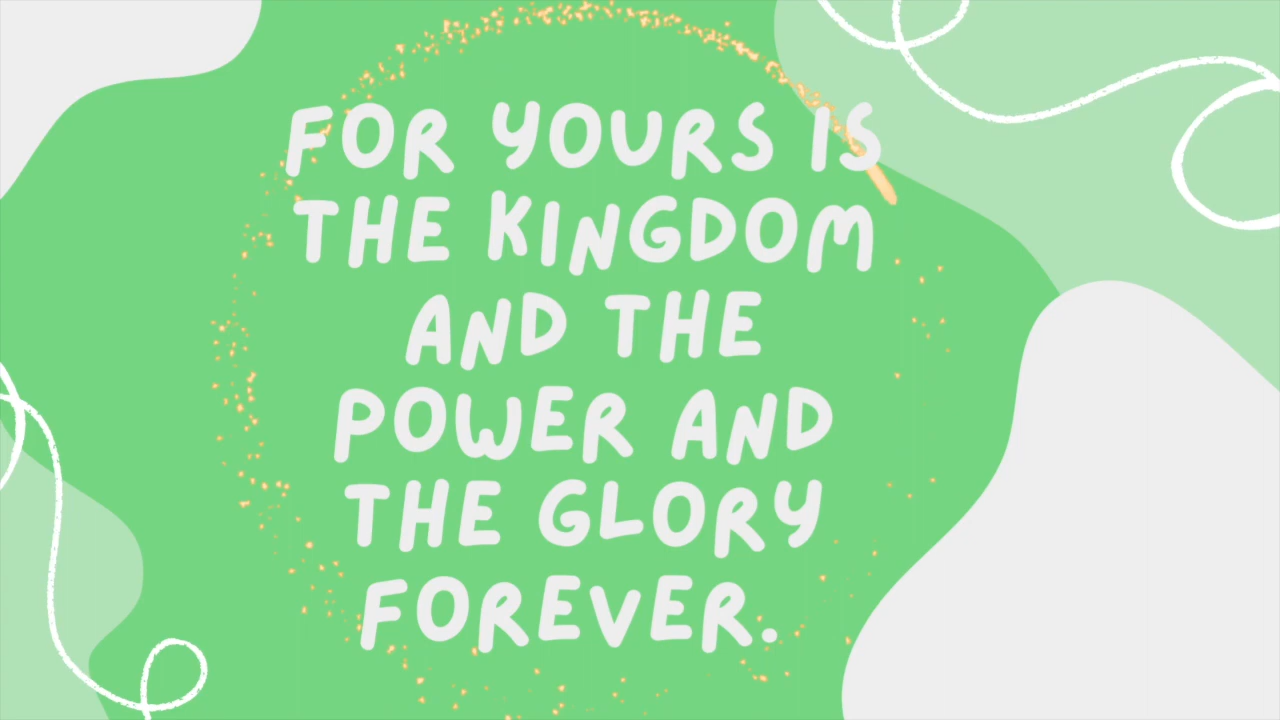 FOR YOURS IS
THE KINGDOM
AND THE
POWER AND
THE GLORY
FOREVER.